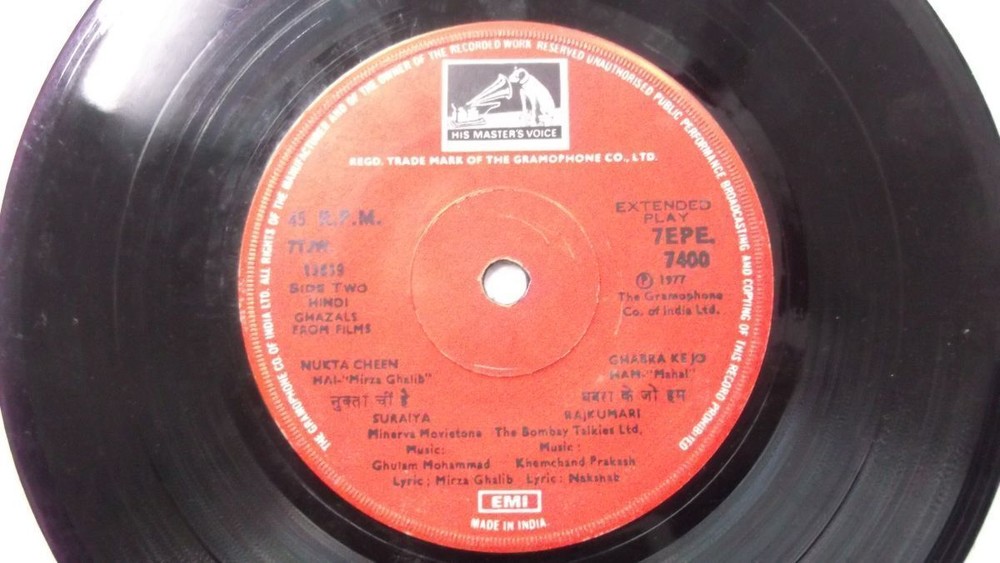 THE GRAMOPHONE CO. OF INDIA LTD. ALL RIGHTS OF THE MANUFACTURER AND OF THE OWNER OF THE RECORDED WORK RESERVED UNAUTHORISED PUBLIC PERFORMANCE BROADCASTING AND COPYING OF THIS RECORD PROHIBITED
HIS MASTER'S VOICE
REGD. TRADE MARK OF THE GRAMOPHONE CO., LTD.
45 R.P.M.
SIDE TWO
HINDI
GHAZALS
FROM FILMS
EXTENDED
PLAY
7EPE.
7400
Ⓟ 1977
The Gramophone
Co. of India Ltd.
NUKTA CHEEN
HAI-"Mirza Ghalib"
नुक्ता चीं है
SURAIYA
Minerva Movietone
Music:
Ghulam Mohammad
Lyric: Mirza Ghalib
GHABRA KE JO
HAM-"Mahal"
घबरा के जो हम
RAJKUMARI
The Bombay Talkies Ltd.
Music:
Khemchand Prakash
Lyric: Nakshab
EMI
MADE IN INDIA